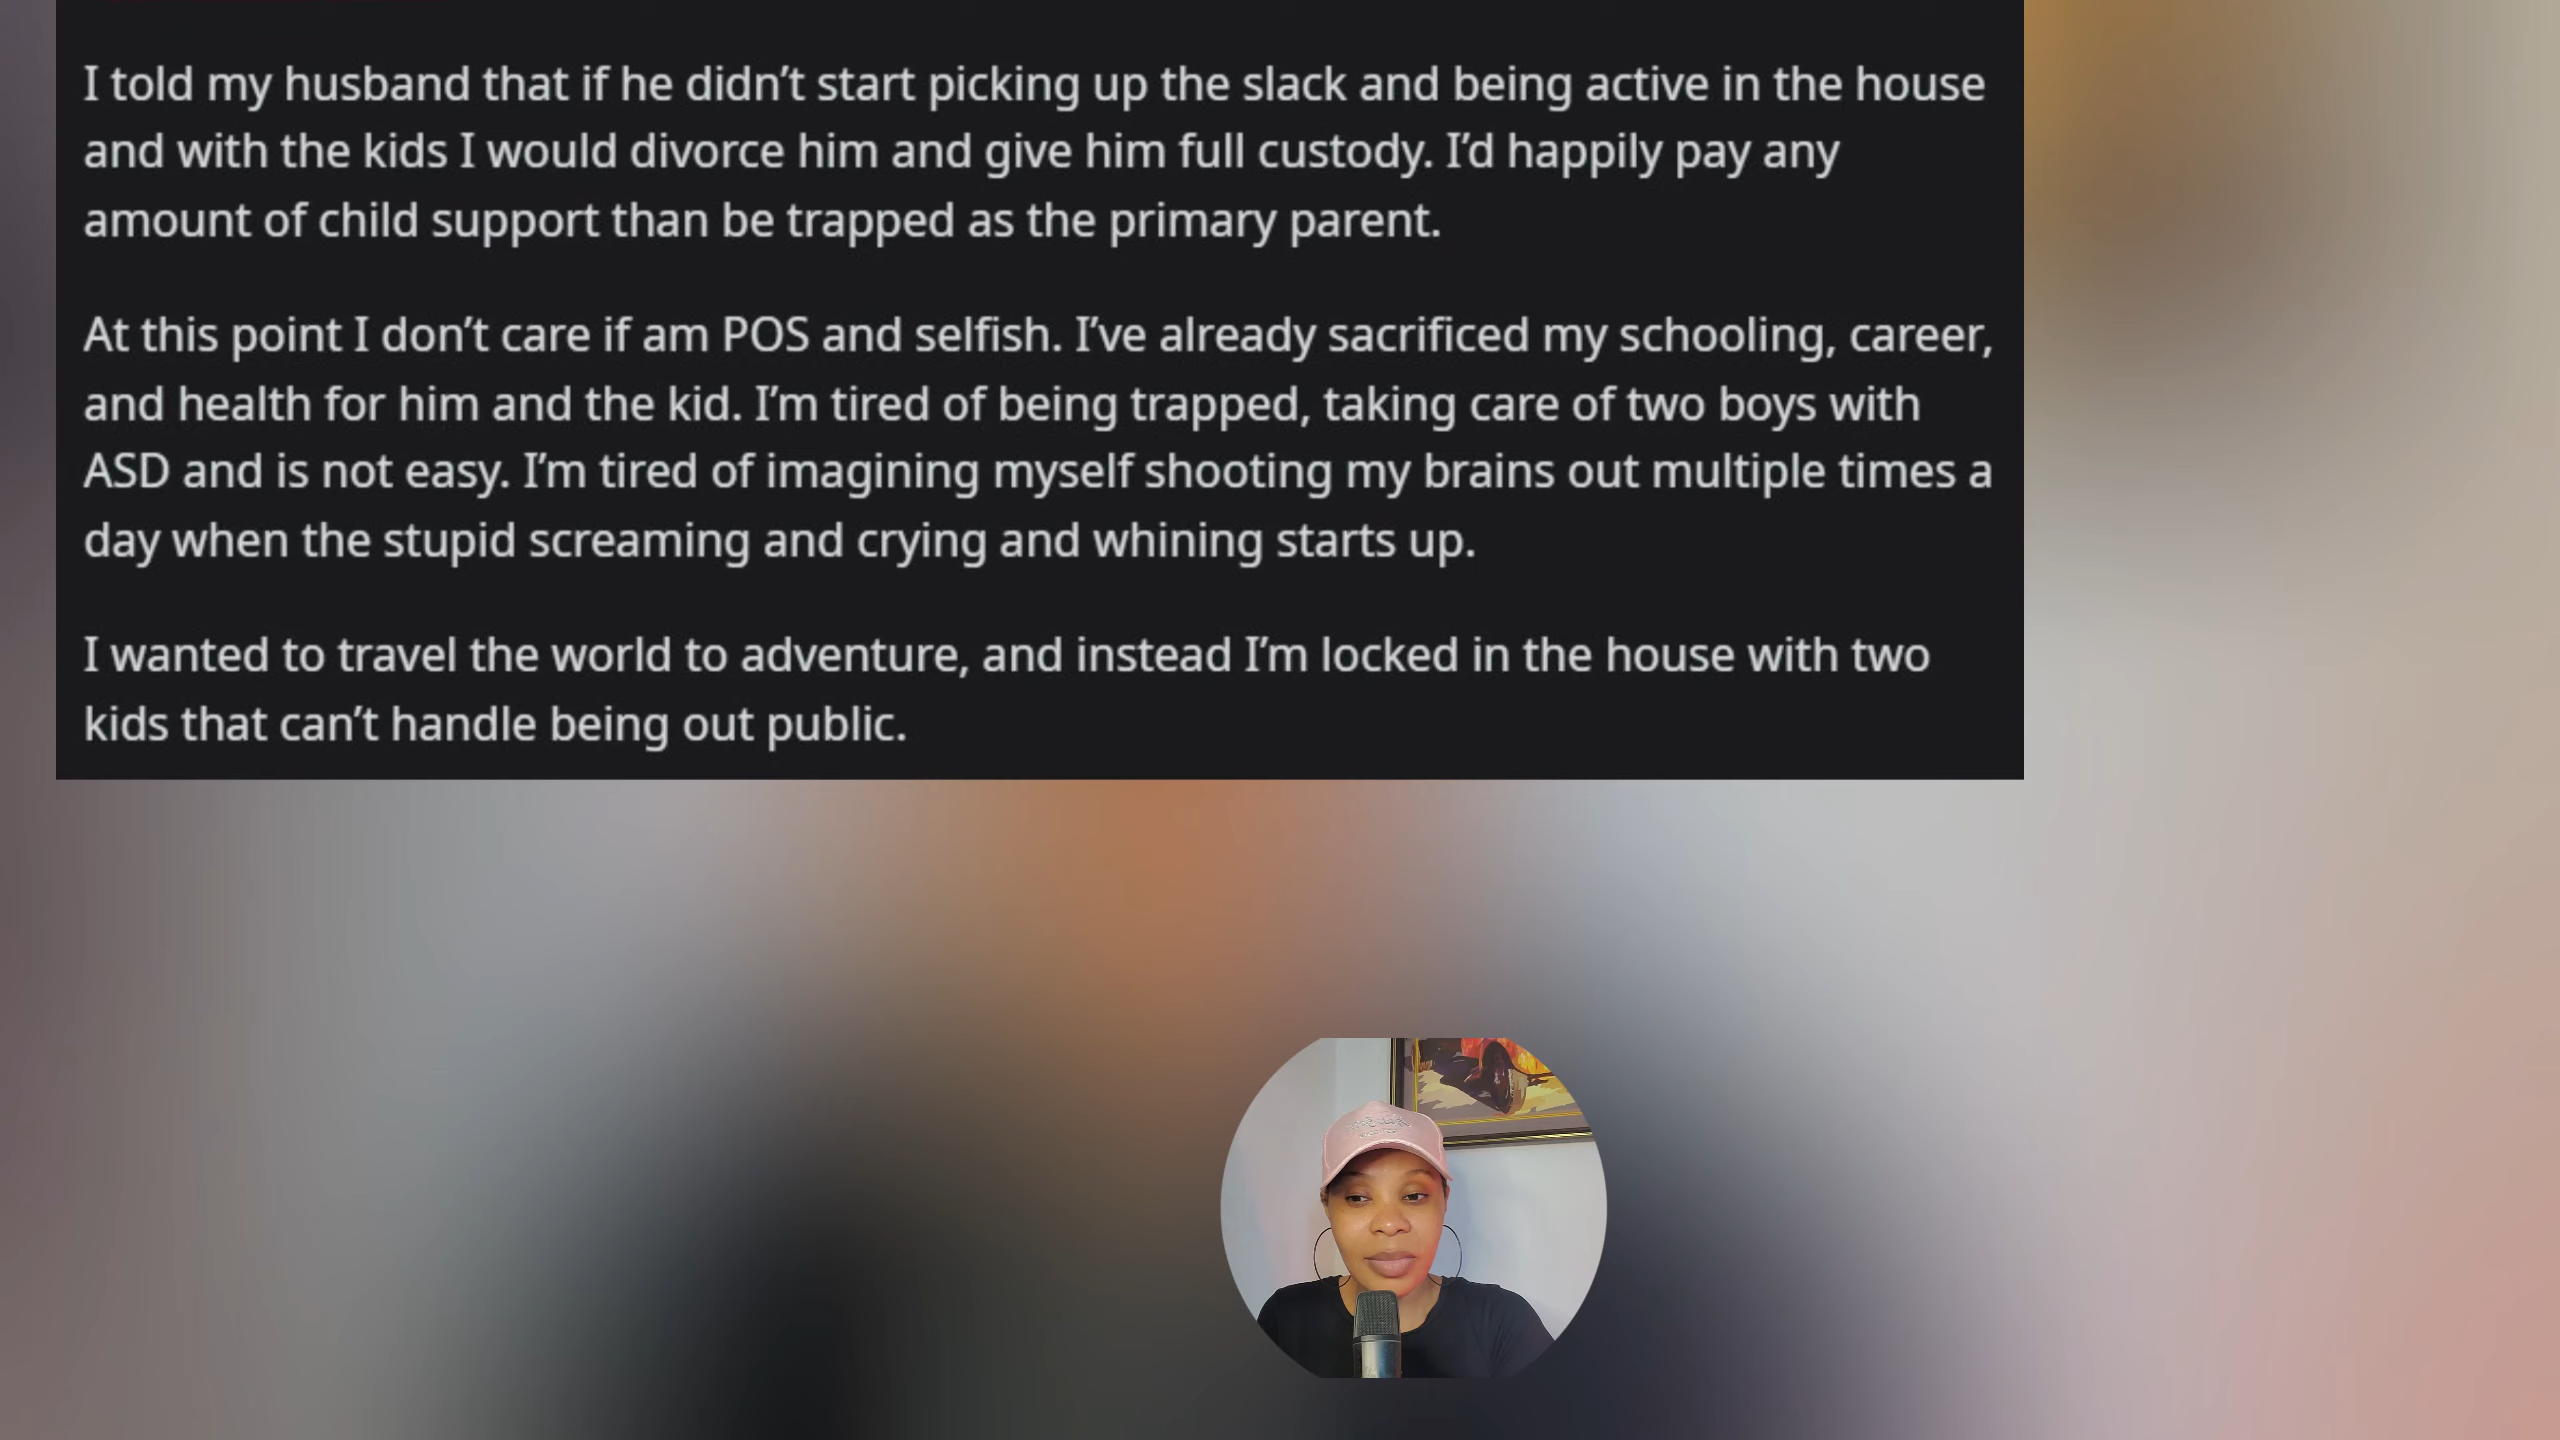 I told my husband that if he didn’t start picking up the slack and being active in the house
and with the kids I would divorce him and give him full custody. I’d happily pay any
amount of child support than be trapped as the primary parent.
At this point I don’t care if am POS and selfish. I’ve already sacrificed my schooling, career,
and health for him and the kid. I’m tired of being trapped, taking care of two boys with
ASD and is not easy. I’m tired of imagining myself shooting my brains out multiple times a
day when the stupid screaming and crying and whining starts up.
I wanted to travel the world to adventure, and instead I’m locked in the house with two
kids that can’t handle being out public.